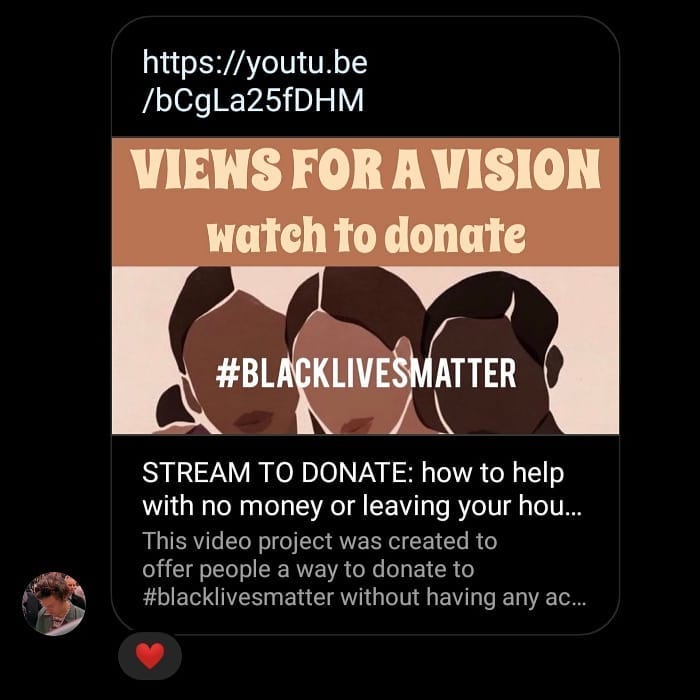 https://youtu.be
/bCgLa25fDHM
VIEWS FOR A VISION
watch to donate
#BLACKLIVESMATTER
STREAM TO DONATE: how to help
with no money or leaving your hou...
This video project was created to
offer people a way to donate to
#blacklivesmatter without having any ac...